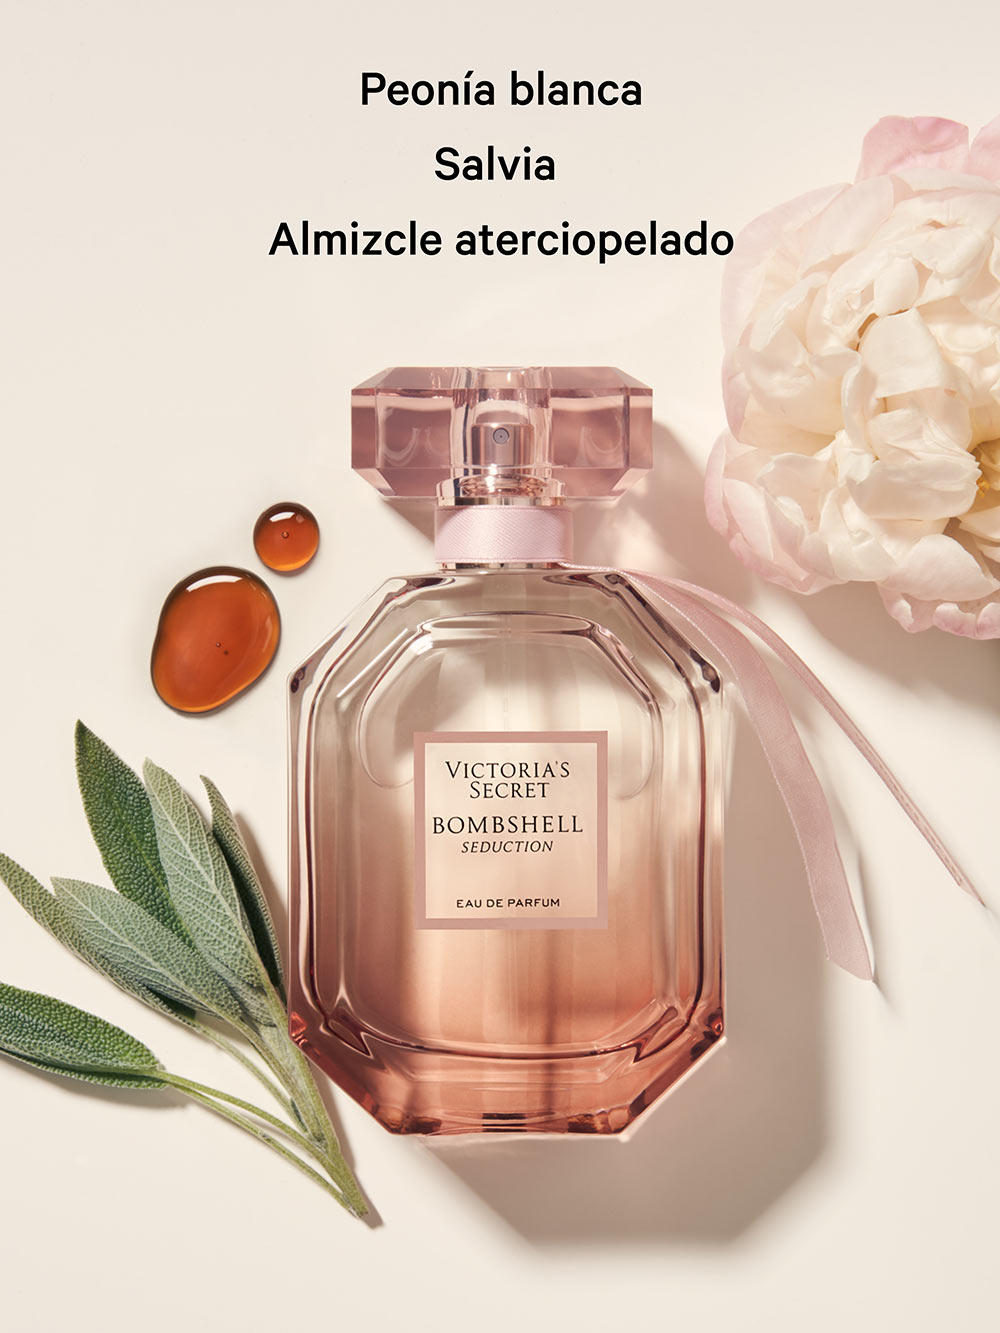 Peonía blanca
Salvia
Almizcle aterciopelado
VICTORIA'S
SECRET
BOMBSHELL
SEDUCTION
EAU DE PARFUM